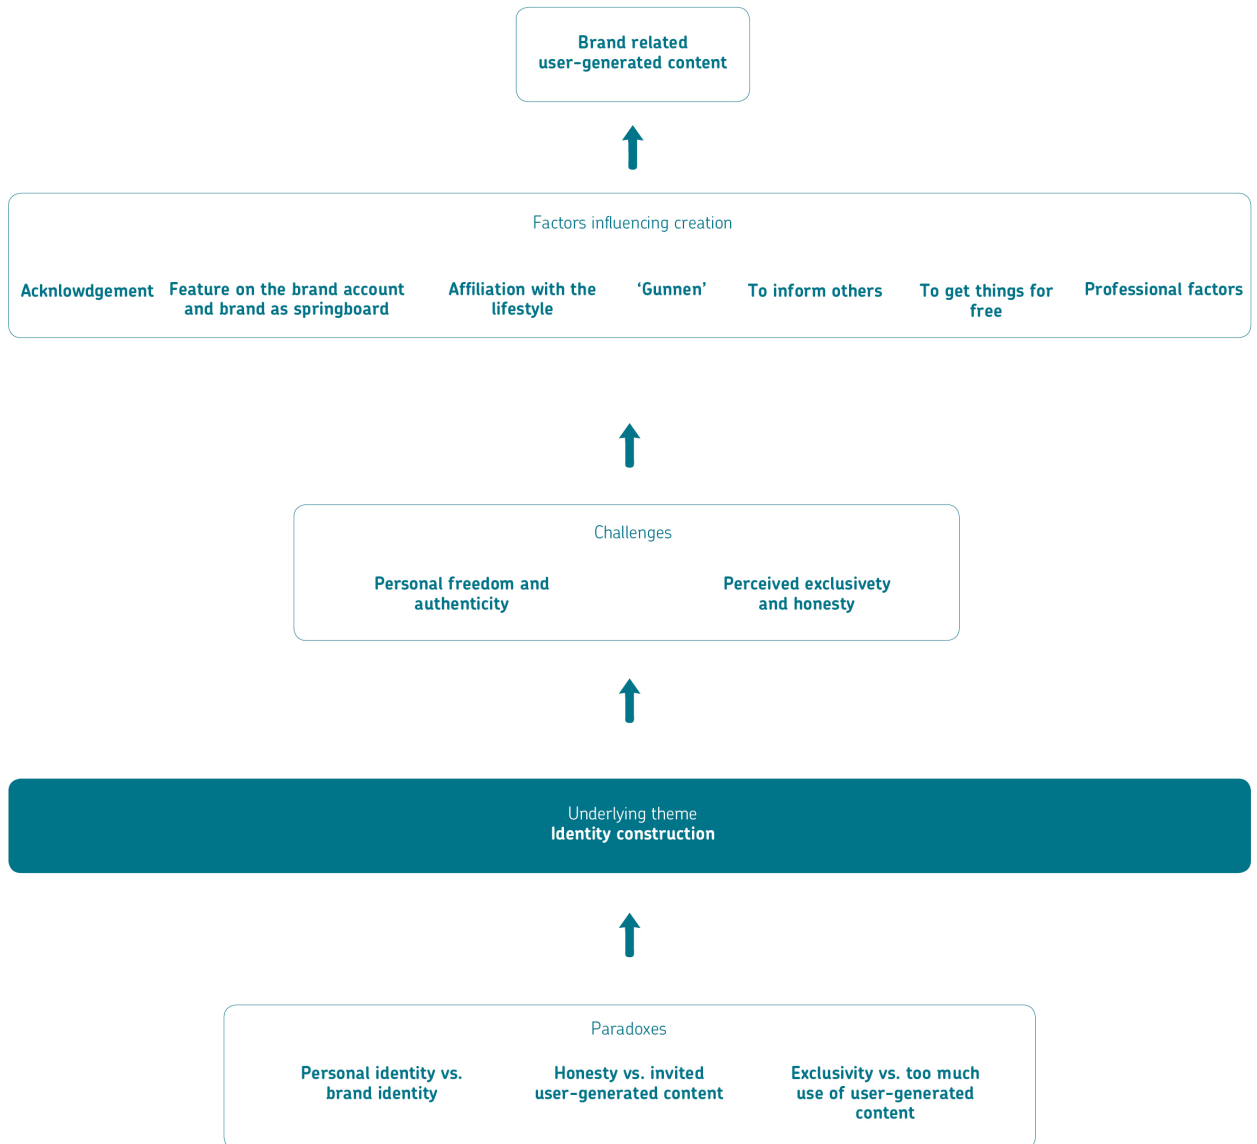 Brand related
user-generated content
Factors influencing creation
Acknlowdgement
Feature on the brand account
and brand as springboard
Affiliation with the
lifestyle
‘Gunnen’
To inform others
To get things for
free
Professional factors
Challenges
Personal freedom and
authenticity
Perceived exclusivety
and honesty
Underlying theme
Identity construction
Paradoxes
Personal identity vs.
brand identity
Honesty vs. invited
user-generated content
Exclusivity vs. too much
use of user-generated
content